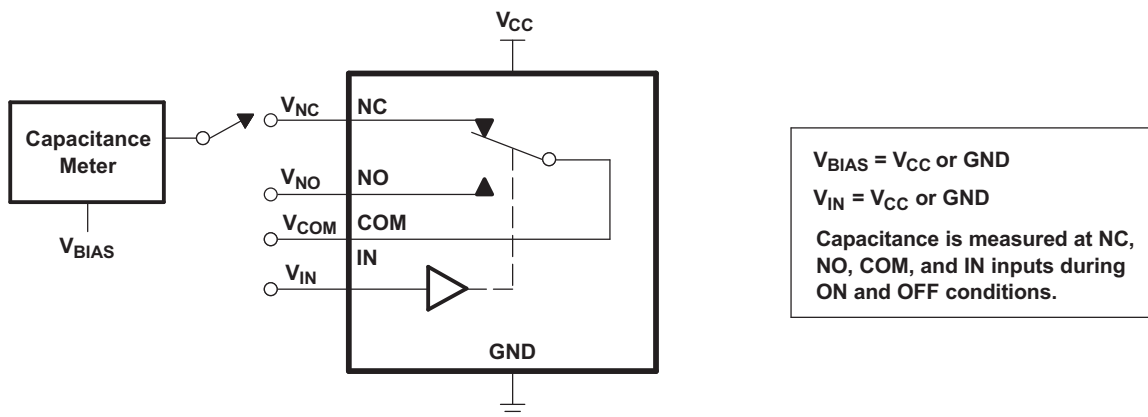 VCC
Capacitance
Meter
VBIAS
VNC
NC
VNO
NO
VCOM
COM
IN
VIN
GND
VBIAS = VCC or GND
VIN = VCC or GND
Capacitance is measured at NC,
NO, COM, and IN inputs during
ON and OFF conditions.